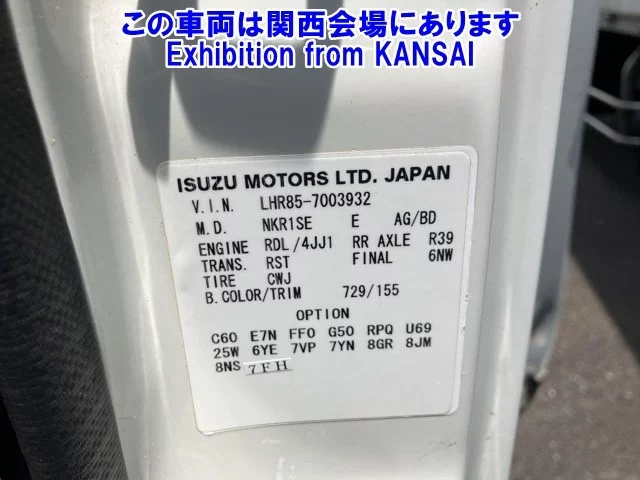 この車両は関西会場にあります
Exhibition from KANSAI
ISUZU MOTORS LTD. JAPAN
V.I.N. LHR85-7003932
M.D. NKR1SE E AG/BD
ENGINE RDL/4JJ1 RR AXLE R39
TRANS. RST FINAL 6NW
TIRE CWJ
B.COLOR/TRIM 729/155
OPTION
C60 E7N FF0 G50 RPQ U69
25W 6YE 7VP 7YN 8GR 8JM
8NS 7FH